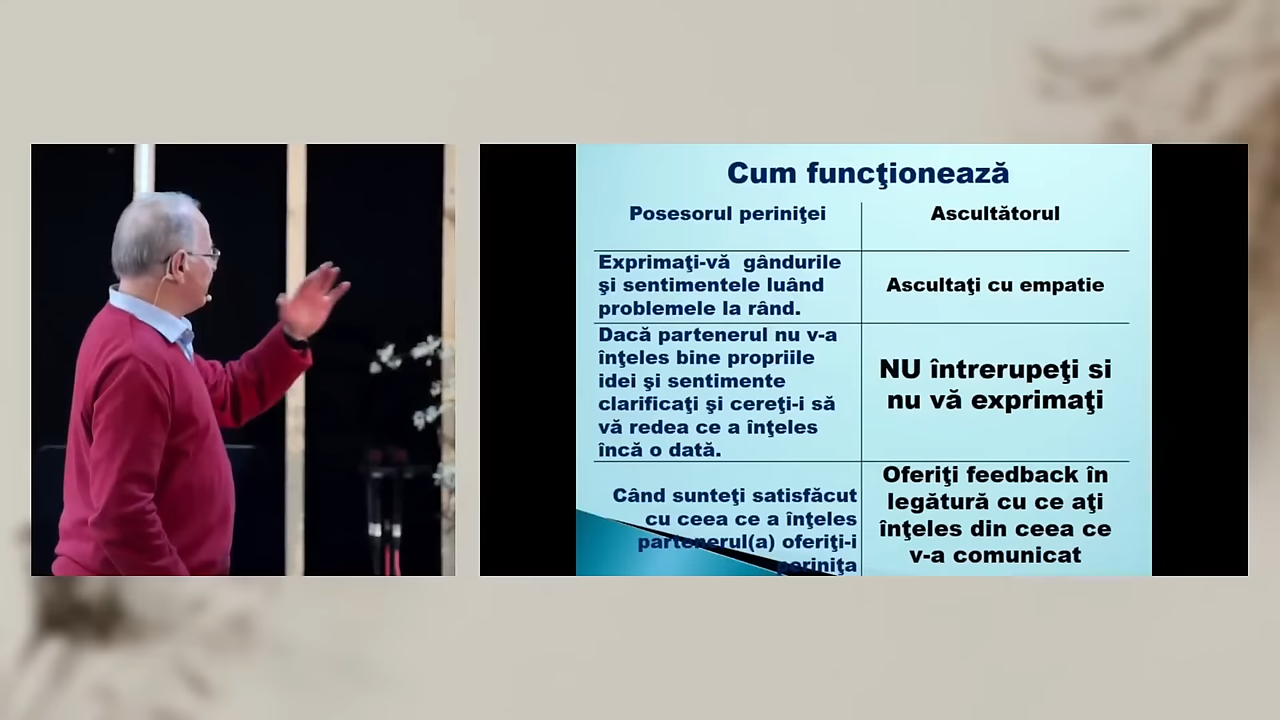 Cum funcţionează
Posesorul periniţei
Ascultătorul
Exprimaţi-vă gândurile
şi sentimentele luând
problemele la rând.
Ascultaţi cu empatie
Dacă partenerul nu v-a
înţeles bine propriile
idei şi sentimente
clarificaţi şi cereţi-i să
vă redea ce a înţeles
încă o dată.
NU întrerupeţi si
nu vă exprimaţi
Când sunteţi satisfăcut
cu ceea ce a înţeles
partenerul(a) oferiţi-i
periniţa
Oferiţi feedback în
legătură cu ce aţi
înţeles din ceea ce
v-a comunicat